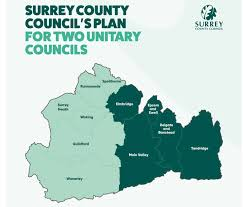 SURREY COUNTY
COUNCIL'S PLAN
FOR TWO UNITARY
COUNCILS
SURREY
COUNTY COUNCIL
Spelthorne
Runnymede
Surrey
Heath
Elmbridge
Woking
Epsom
and
Ewell
Reigate
and
Banstead
Guildford
Mole Valley
Tandridge
Waverley